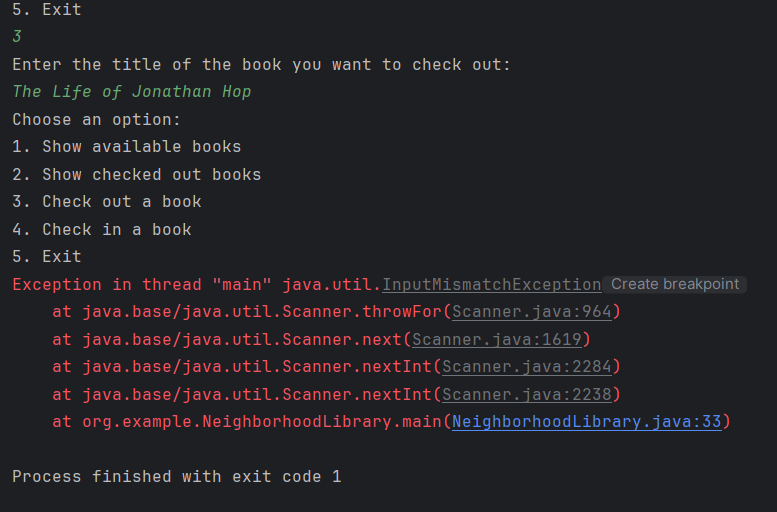 5. Exit
3
Enter the title of the book you want to check out:
The Life of Jonathan Hop
Choose an option:
1. Show available books
2. Show checked out books
3. Check out a book
4. Check in a book
5. Exit
Exception in thread "main" java.util.InputMismatchException Create breakpoint
    at java.base/java.util.Scanner.throwFor(Scanner.java:964)
    at java.base/java.util.Scanner.next(Scanner.java:1619)
    at java.base/java.util.Scanner.nextInt(Scanner.java:2284)
    at java.base/java.util.Scanner.nextInt(Scanner.java:2238)
    at org.example.NeighborhoodLibrary.main(NeighborhoodLibrary.java:33)
Process finished with exit code 1